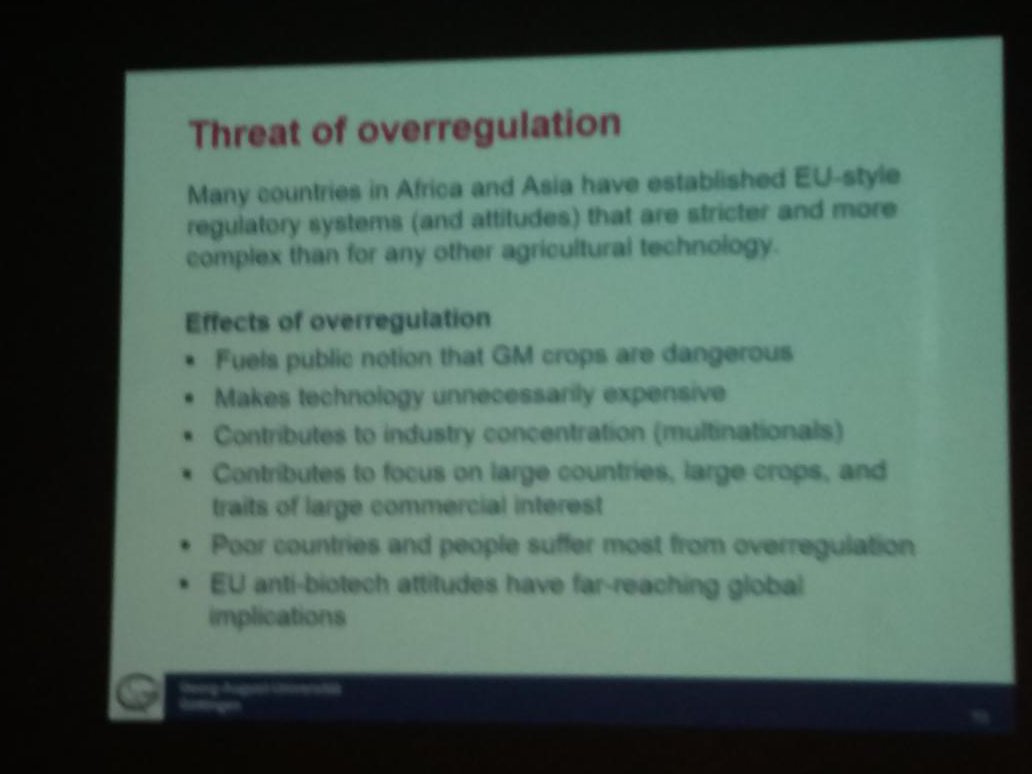 Threat of overregulation
Many countries in Africa and Asia have established EU-style
regulatory systems (and attitudes) that are stricter and more
complex than for any other agricultural technology.
Effects of overregulation
• Fuels public notion that GM crops are dangerous
• Makes technology unnecessarily expensive
• Contributes to industry concentration (multinationals)
• Contributes to focus on large countries, large crops, and
traits of large commercial interest
• Poor countries and people suffer most from overregulation
• EU anti-biotech attitudes have far-reaching global
implications
Georg-August-Universität
Göttingen